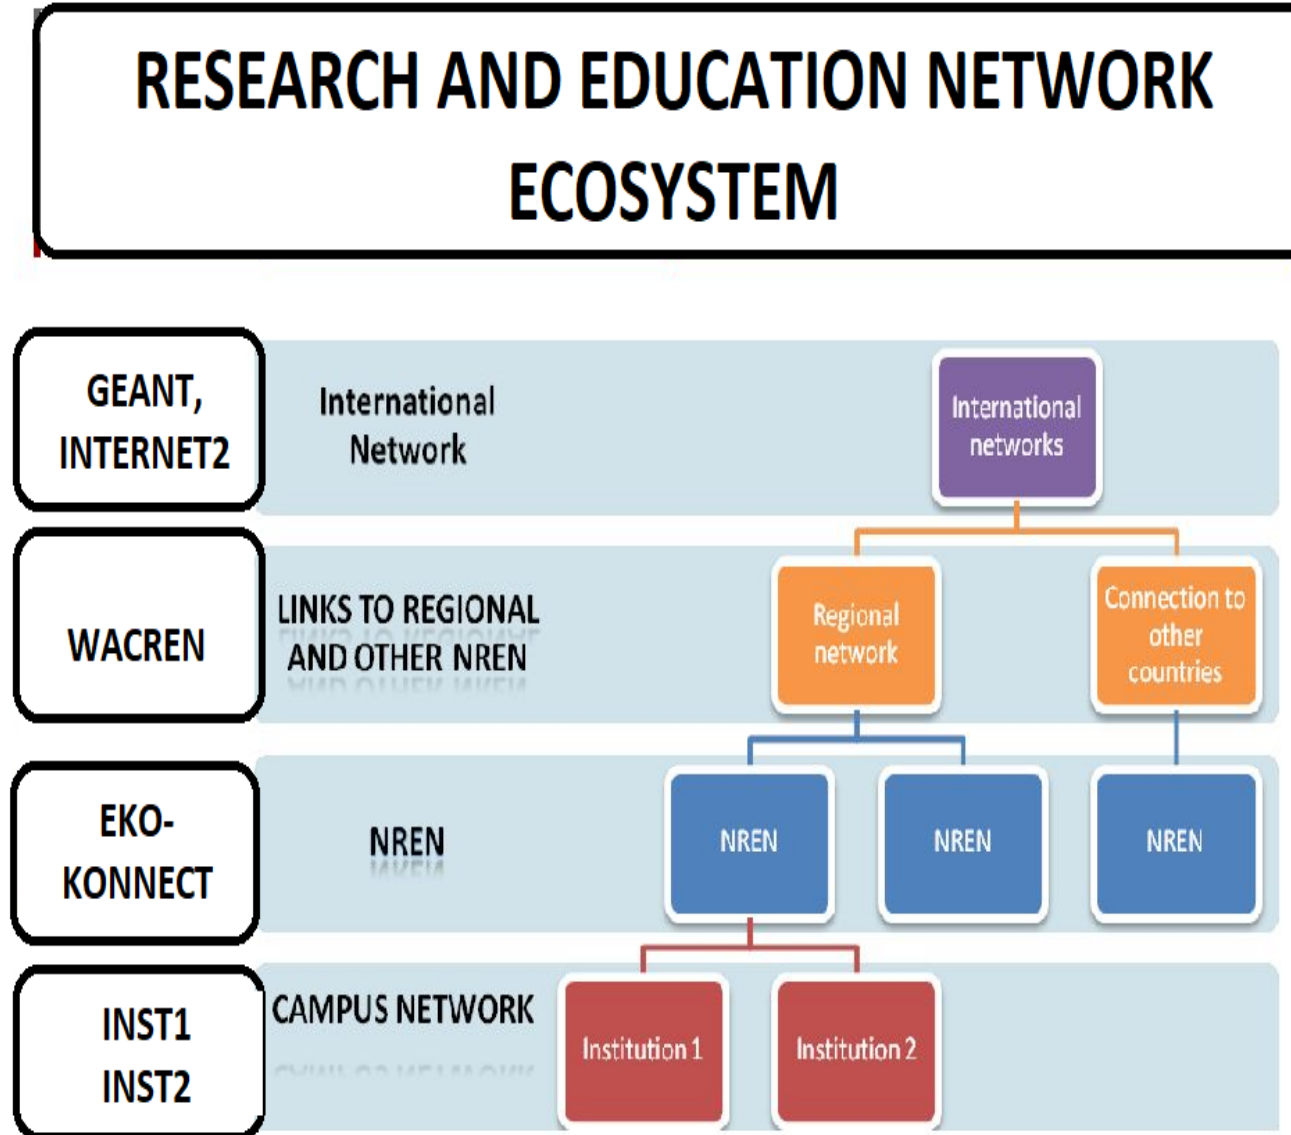 RESEARCH AND EDUCATION NETWORK
ECOSYSTEM
GEANT,
INTERNET2
International
Network
International
networks
WACREN
LINKS TO REGIONAL
AND OTHER NREN
Regional
network
Connection to
other
countries
EKO-
KONNECT
NREN
NREN
NREN
NREN
INST1
INST2
CAMPUS NETWORK
Institution 1
Institution 2